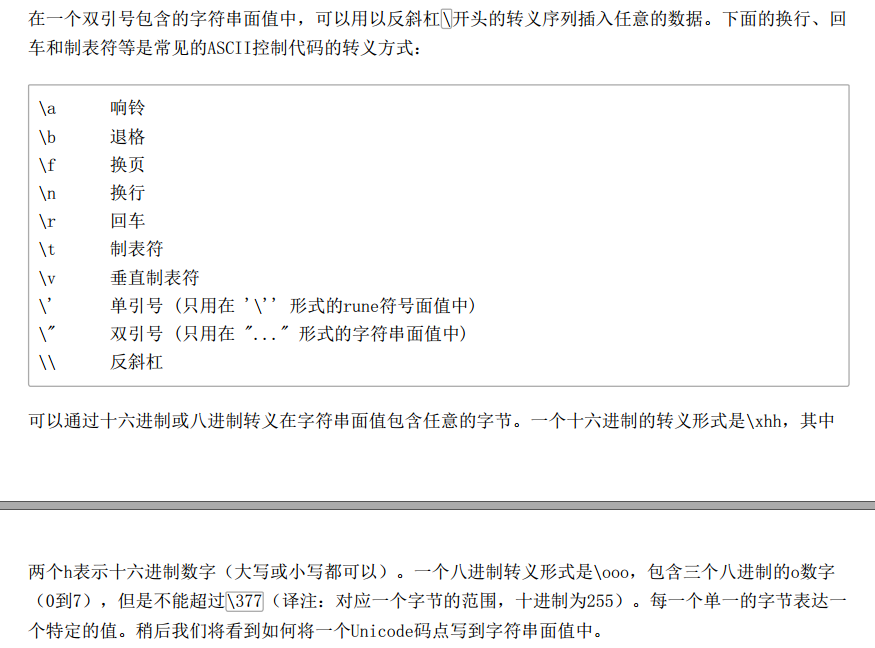 在一个双引号包含的字符串面值中，可以用以反斜杠\开头的转义序列插入任意的数据。下面的换行、回
车和制表符等是常见的ASCII控制代码的转义方式：
\a 响铃
\b 退格
\f 换页
\n 换行
\r 回车
\t 制表符
\v 垂直制表符
\' 单引号 (只用在 '\'' 形式的rune符号面值中)
\" 双引号 (只用在 "..." 形式的字符串面值中)
\\ 反斜杠
可以通过十六进制或八进制转义在字符串面值包含任意的字节。一个十六进制的转义形式是\xhh，其中
两个h表示十六进制数字（大写或小写都可以）。一个八进制转义形式是\ooo，包含三个八进制的o数字
（0到7），但是不能超过\377（译注：对应一个字节的范围，十进制为255）。每一个单一的字节表达一
个特定的值。稍后我们将看到如何将一个Unicode码点写到字符串面值中。